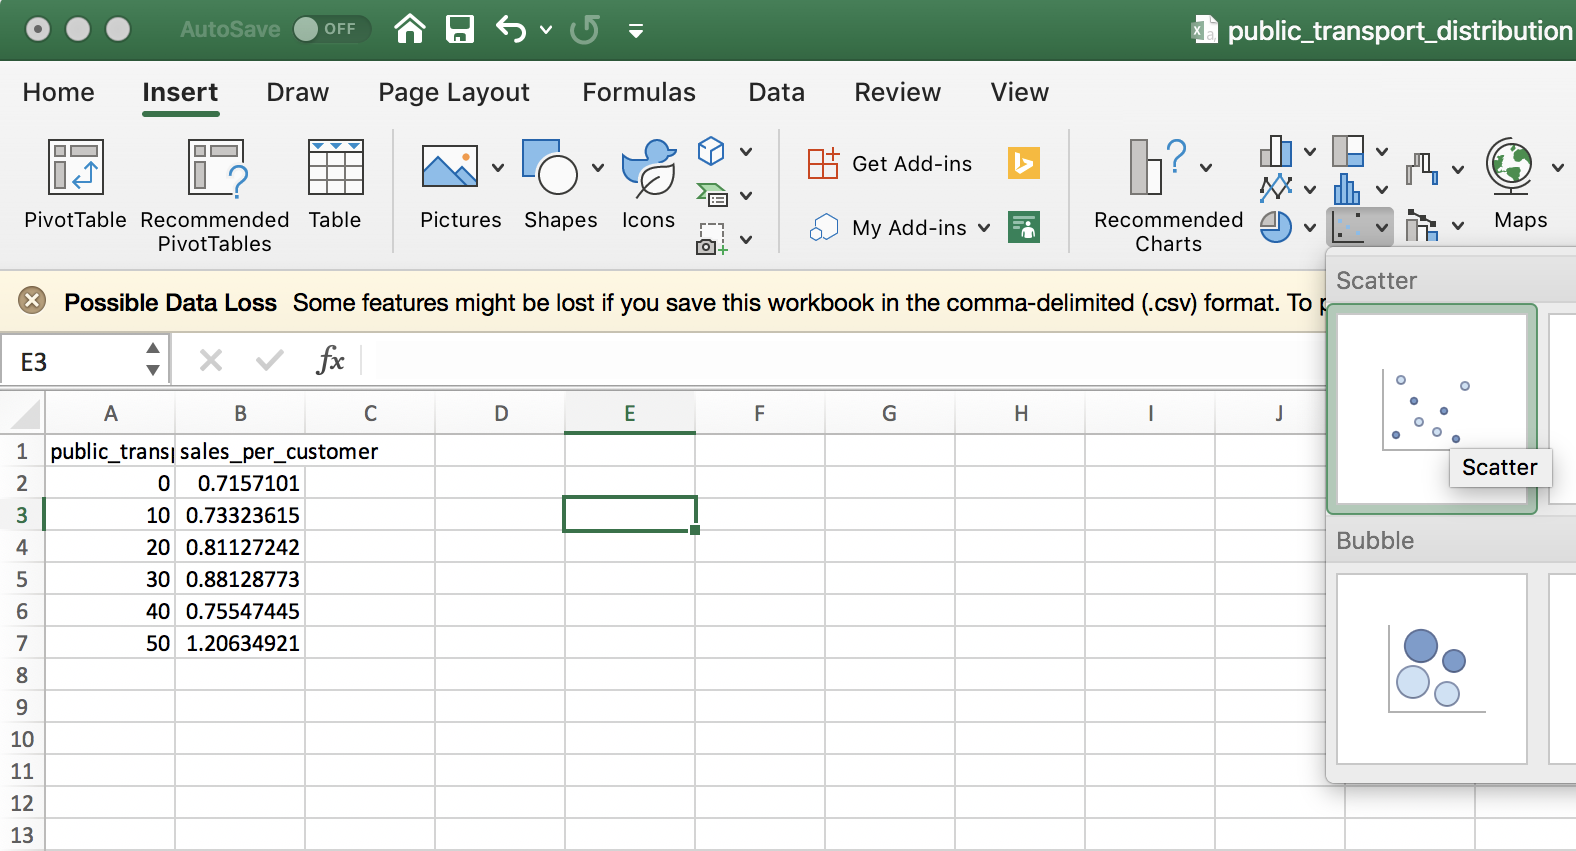 AutoSave OFF
public_transport_distribution
Home Insert Draw Page Layout Formulas Data Review View
PivotTable
Recommended
PivotTables
Table
Pictures
Shapes
Icons
Get Add-ins
My Add-ins
Recommended
Charts
Maps
Possible Data Loss Some features might be lost if you save this workbook in the comma-delimited (.csv) format. To
E3 fx
Scatter
Scatter
Bubble
A B C D E F G H I J
1 public_transp sales_per_customer
2 0 0.7157101
3 10 0.73323615
4 20 0.81127242
5 30 0.88128773
6 40 0.75547445
7 50 1.20634921
8
9
10
11
12
13